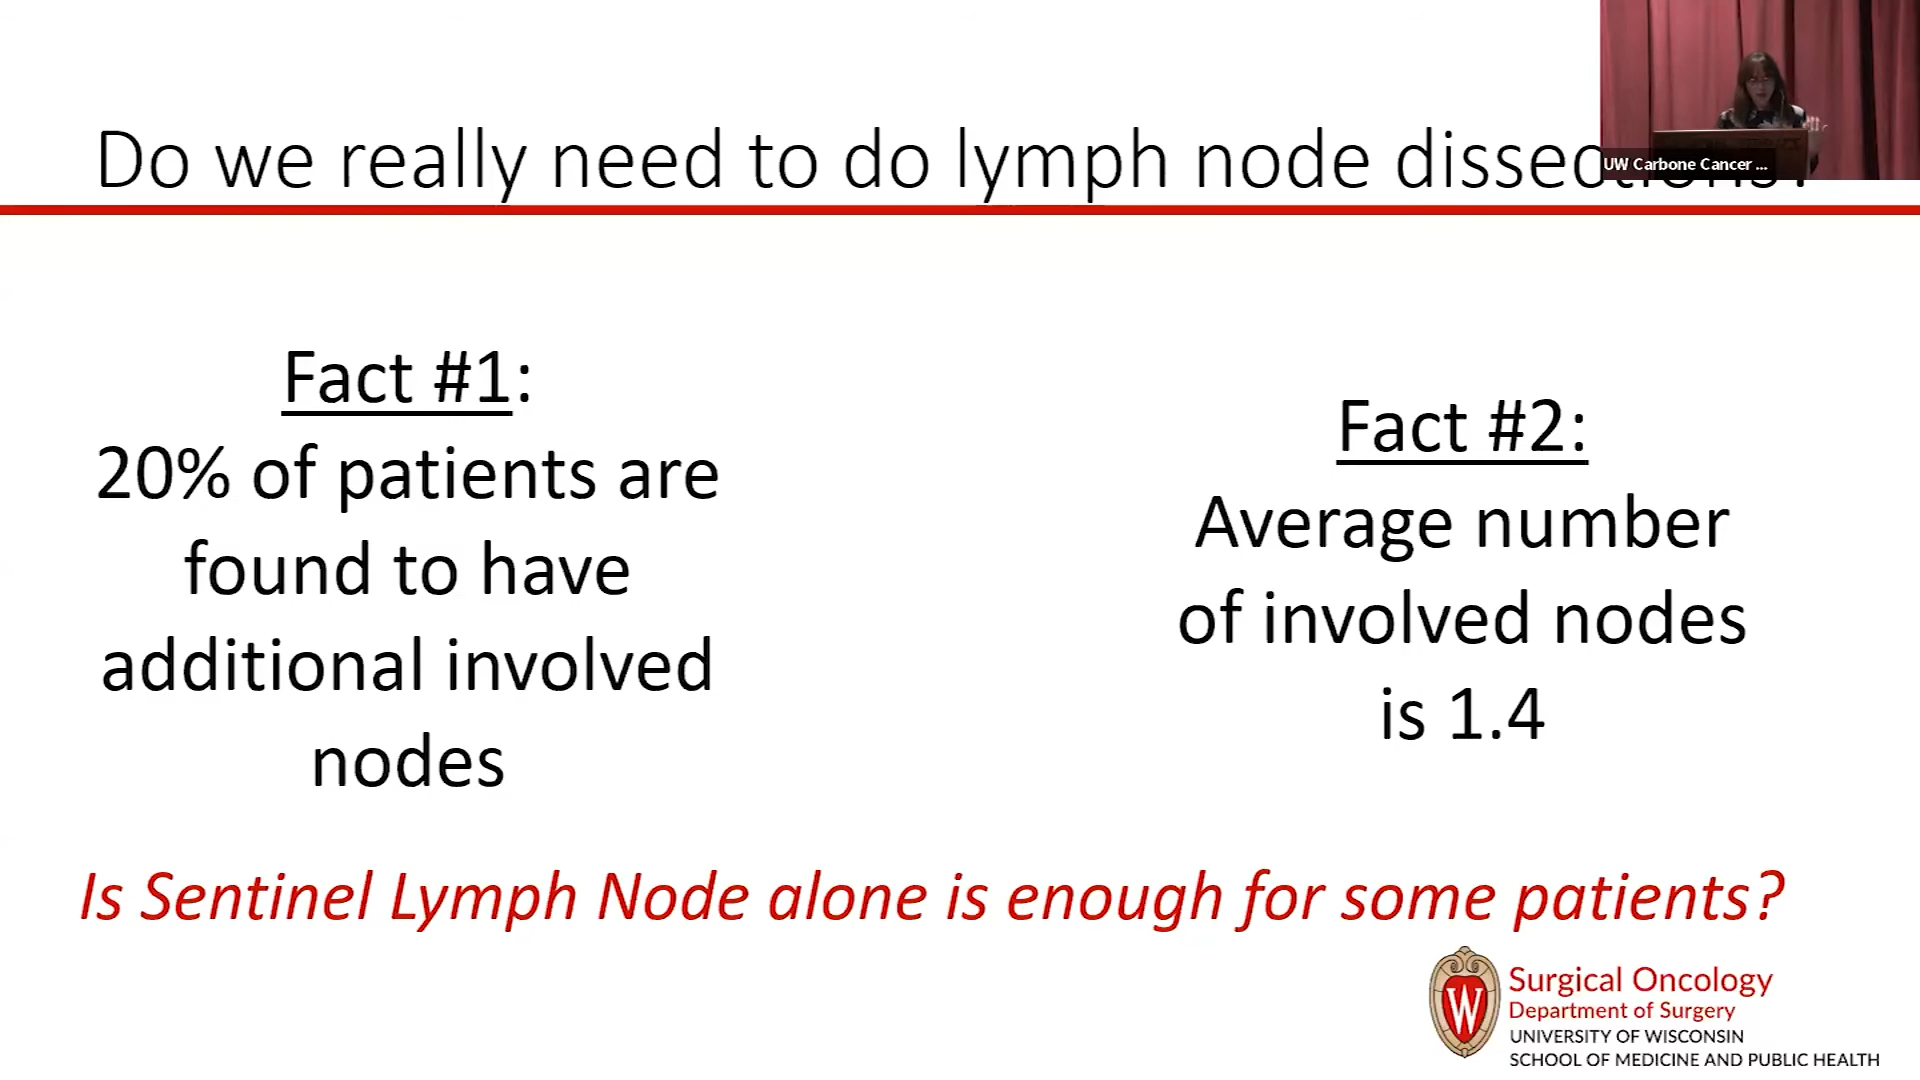 Do we really need to do lymph node dissections?
UW Carbone Cancer ...
Fact #1:
20% of patients are
found to have
additional involved
nodes
Fact #2:
Average number
of involved nodes
is 1.4
Is Sentinel Lymph Node alone is enough for some patients?
W
Surgical Oncology
Department of Surgery
UNIVERSITY OF WISCONSIN
SCHOOL OF MEDICINE AND PUBLIC HEALTH